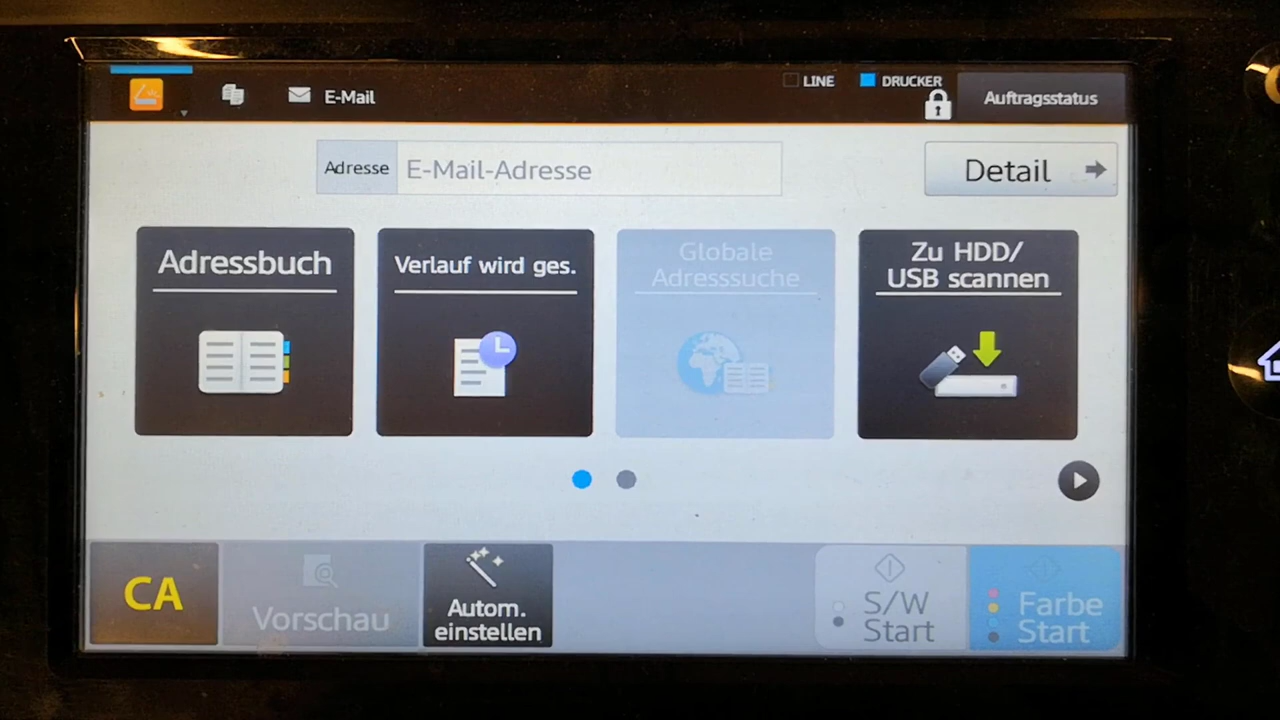 E-Mail
LINE
DRUCKER
Auftragsstatus
Adresse
E-Mail-Adresse
Detail
Adressbuch
Verlauf wird ges.
Globale
Adresssuche
Zu HDD/
USB scannen
CA
Vorschau
Autom.
einstellen
S/W
Start
Farbe
Start